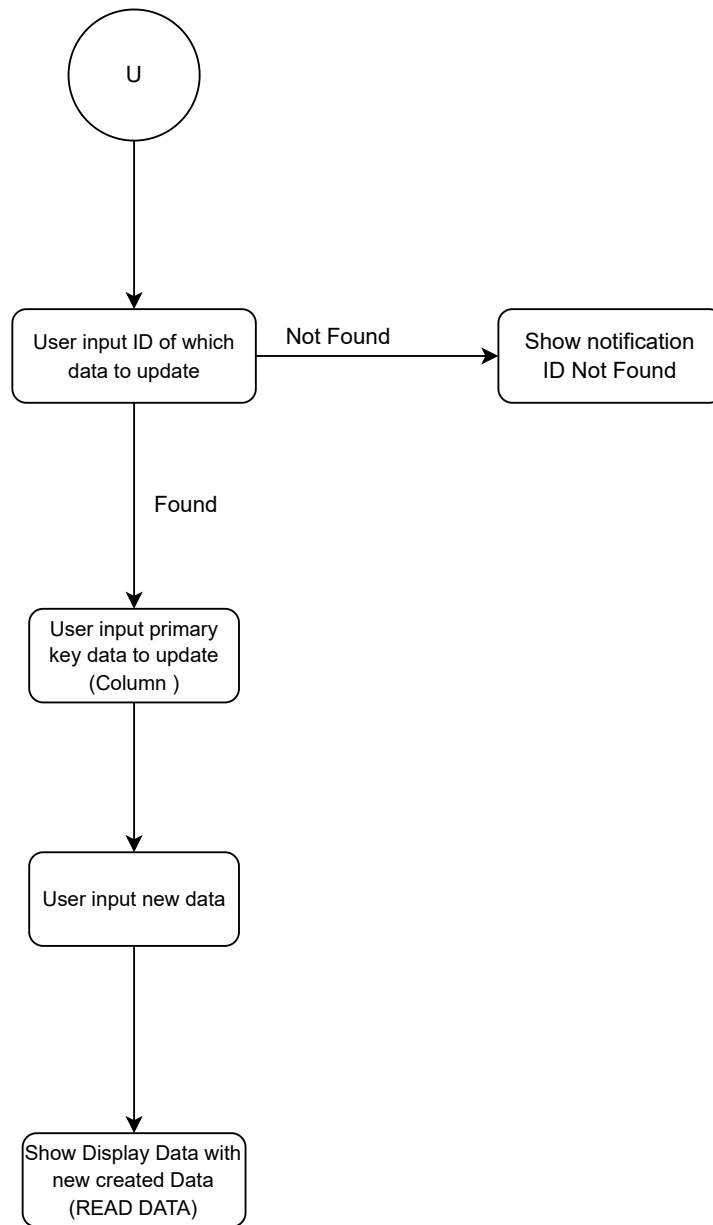 U
User input ID of which
data to update
Not Found
Show notification
ID Not Found
Found
User input primary
key data to update
(Column )
User input new data
Show Display Data with
new created Data
(READ DATA)